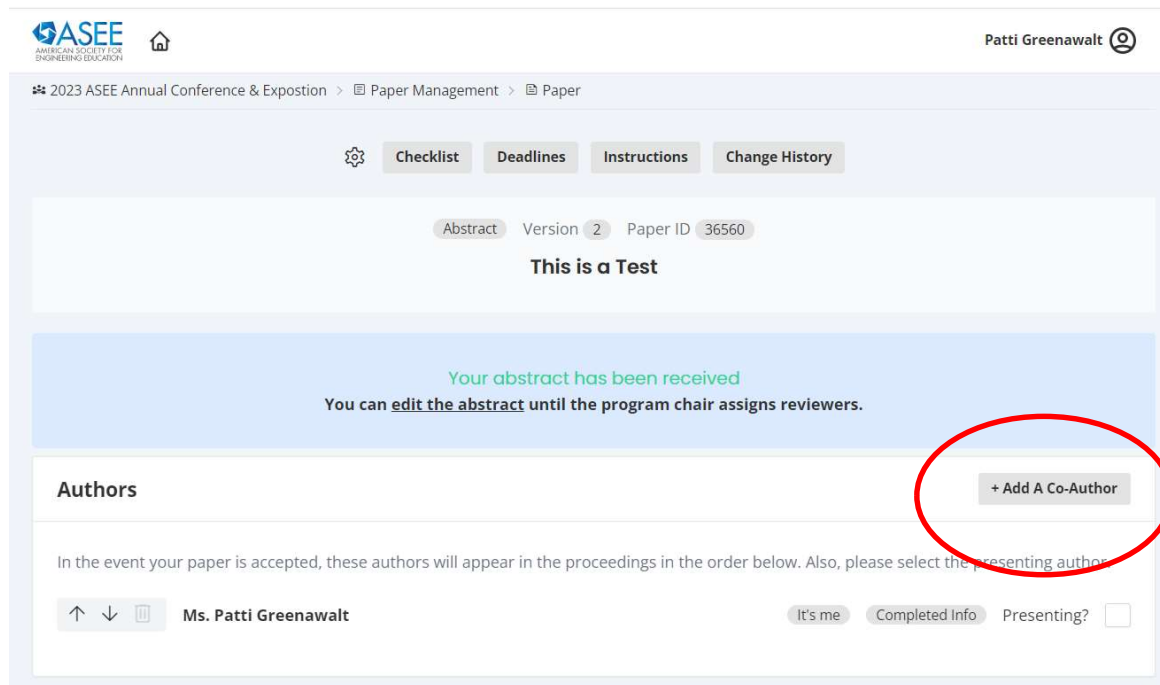 ASEE
AMERICAN SOCIETY FOR
ENGINEERING EDUCATION
Patti Greenawalt
2023 ASEE Annual Conference & Expostion > Paper Management > Paper
Checklist Deadlines Instructions Change History
Abstract Version 2 Paper ID 36560
This is a Test
Your abstract has been received
You can edit the abstract until the program chair assigns reviewers.
Authors + Add A Co-Author
In the event your paper is accepted, these authors will appear in the proceedings in the order below. Also, please select the presenting author.
Ms. Patti Greenawalt It's me Completed Info Presenting?